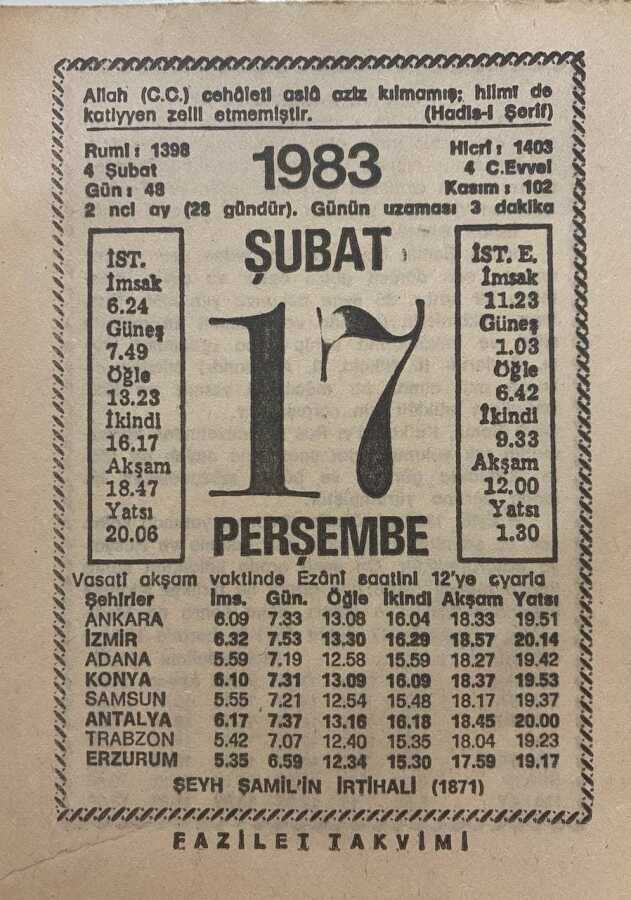 Allah (C.C.) cehâleti aslâ aziz kılmamış; hilmi de
katiyyen zelil etmemiştir. (Hadis-i Şerif)
Rumi : 1398
4 Şubat
Gün : 48
1983
Hicri : 1403
4 C.Evvel
Kasım : 102
2 nci ay (28 gündür). Günün uzaması 3 dakika
İST.
İmsak
6.24
Güneş
7.49
Öğle
13.23
İkindi
16.17
Akşam
18.47
Yatsı
20.06
ŞUBAT
17
PERŞEMBE
İST. E.
İmsak
11.23
Güneş
1.03
Öğle
6.42
İkindi
9.33
Akşam
12.00
Yatsı
1.30
Vasati akşam vaktinde Ezâni saatini 12'ye ayarla
Şehirler İms. Gün. Öğle İkindi Akşam Yatsı
ANKARA 6.09 7.33 13.08 16.04 18.33 19.51
İZMİR 6.32 7.53 13.30 16.29 18.57 20.14
ADANA 5.59 7.19 12.58 15.59 18.27 19.42
KONYA 6.10 7.31 13.09 16.09 18.37 19.53
SAMSUN 5.55 7.21 12.54 15.48 18.17 19.37
ANTALYA 6.17 7.37 13.16 16.18 18.45 20.00
TRABZON 5.42 7.07 12.40 15.35 18.04 19.23
ERZURUM 5.35 6.59 12.34 15.30 17.59 19.17
ŞEYH ŞAMİL'İN İRTİHALİ (1871)
FAZİLET TAKVİMİ